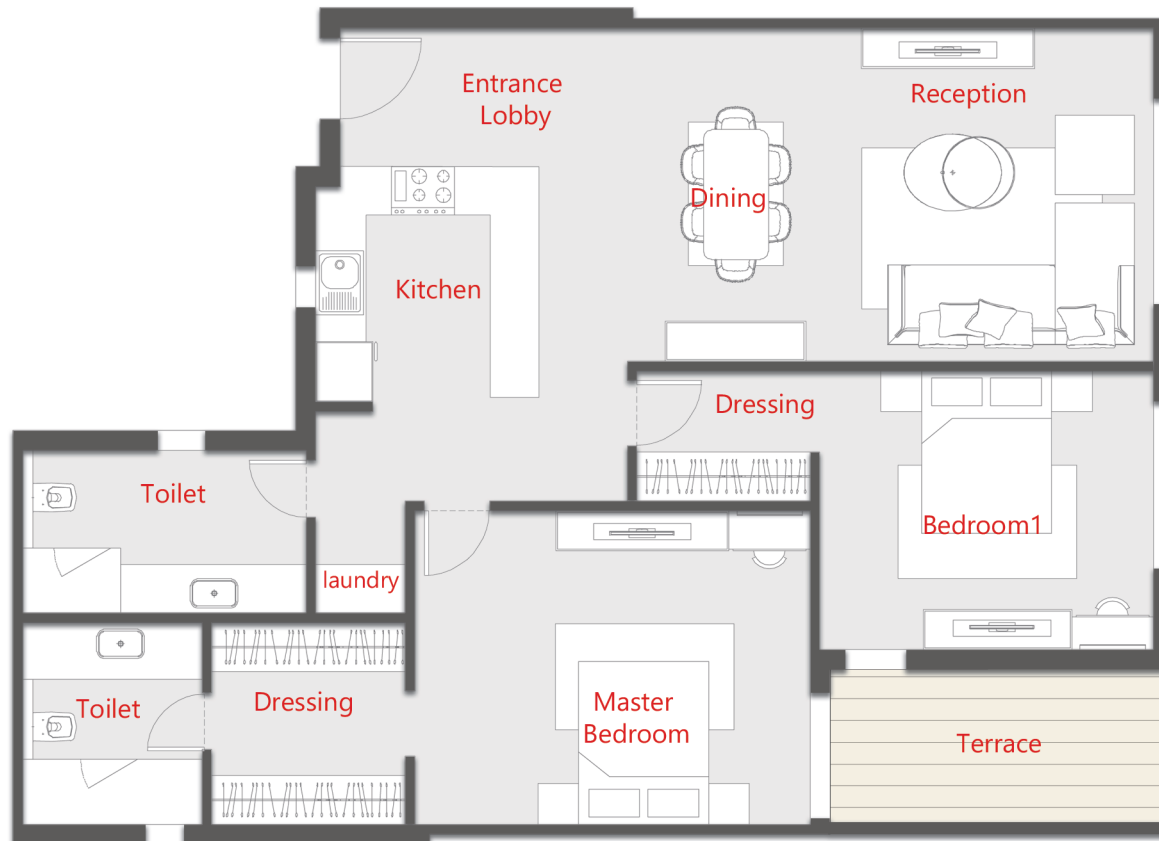 Entrance
Lobby
Reception
Dining
Kitchen
Dressing
Toilet
Bedroom1
laundry
Toilet
Dressing
Master
Bedroom
Terrace